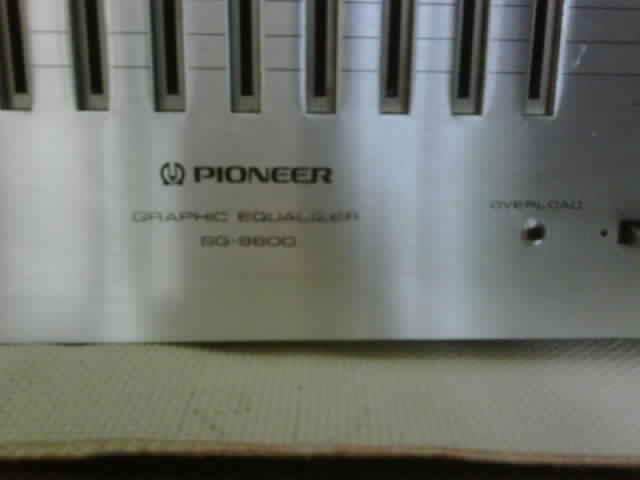 PIONEER
GRAPHIC EQUALIZER
SG-9800
OVERLOAD